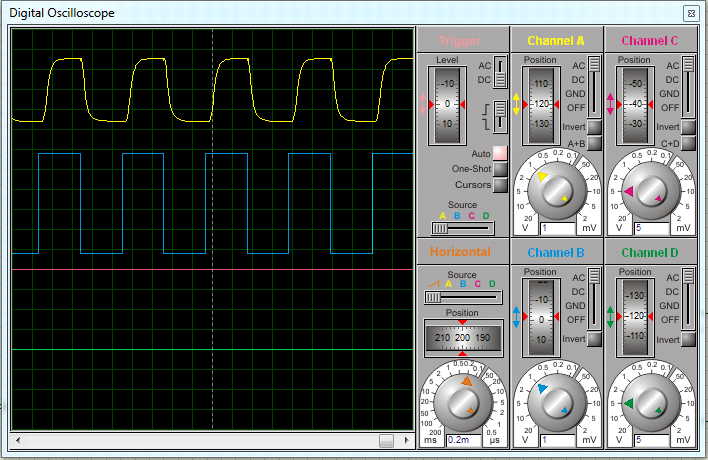 Digital Oscilloscope
Trigger
Level
-10
0
10
AC
DC
Auto
One-Shot
Cursors
Source
A B C D
Channel A
Position
-110
-120
-130
AC
DC
GND
OFF
Invert
A+B
0.5 0.2 0.1
1 50
2 20
5 10
10 5
20 2
V 1 mV
Channel C
Position
-50
-40
-30
AC
DC
GND
OFF
Invert
C+D
0.5 0.2 0.1
1 50
2 20
5 10
10 5
20 2
V 5 mV
Horizontal
Source
A B C D
Position
210 200 190
0.50 0.2 0.1
1 50
2 20
5 10
10 5
20 2
50 1
100 0.5
200
ms 0.2m µs
Channel B
Position
-10
0
10
AC
DC
GND
OFF
Invert
0.5 0.2 0.1
1 50
2 20
5 10
10 5
20 2
V 1 mV
Channel D
Position
-130
-120
-110
AC
DC
GND
OFF
Invert
0.5 0.2 0.1
1 50
2 20
5 10
10 5
20 2
V 5 mV